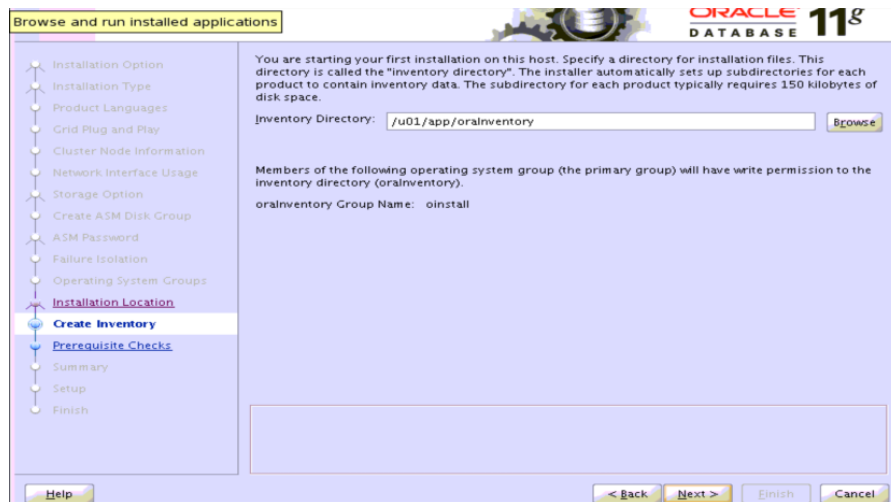 Browse and run installed applications
ORACLE
DATABASE 11g
Installation Option
Installation Type
Product Languages
Grid Plug and Play
Cluster Node Information
Network Interface Usage
Storage Option
Create ASM Disk Group
ASM Password
Failure Isolation
Operating System Groups
Installation Location
Create Inventory
Prerequisite Checks
Summary
Setup
Finish
You are starting your first installation on this host. Specify a directory for installation files. This
directory is called the "inventory directory". The installer automatically sets up subdirectories for each
product to contain inventory data. The subdirectory for each product typically requires 150 kilobytes of
disk space.
Inventory Directory: /u01/app/oraInventory Browse
Members of the following operating system group (the primary group) will have write permission to the
inventory directory (oraInventory).
oraInventory Group Name: oinstall
Help < Back Next > Finish Cancel